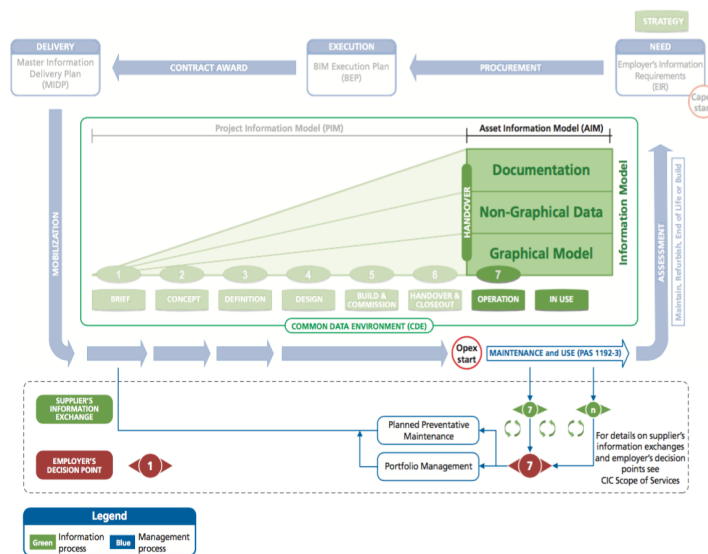 STRATEGY
DELIVERY
Master Information
Delivery Plan
(MIDP)
CONTRACT AWARD
EXECUTION
BIM Execution Plan
(BEP)
PROCUREMENT
NEED
Employer's Information
Requirements
(EIR)
Cape
star
MOBILIZATION
Project Information Model (PIM)
Asset Information Model (AIM)
HANDOVER
Documentation
Non-Graphical Data
Graphical Model
Information Model
ASSESSMENT
Maintain, Refurbish, End of Life or Build
1
2
3
4
5
6
7
BRIEF
CONCEPT
DEFINITION
DESIGN
BUILD &
COMMISSION
HANDOVER &
CLOSEOUT
OPERATION
IN USE
COMMON DATA ENVIRONMENT (CDE)
Opex
start
MAINTENANCE and USE (PAS 1192-3)
SUPPLIER'S
INFORMATION
EXCHANGE
7
n
Planned Preventative
Maintenance
For details on supplier's
information exchanges
and employer's decision
points see
CIC Scope of Services
EMPLOYER'S
DECISION POINT
1
Portfolio Management
7
Legend
Green
Information
process
Blue
Management
process